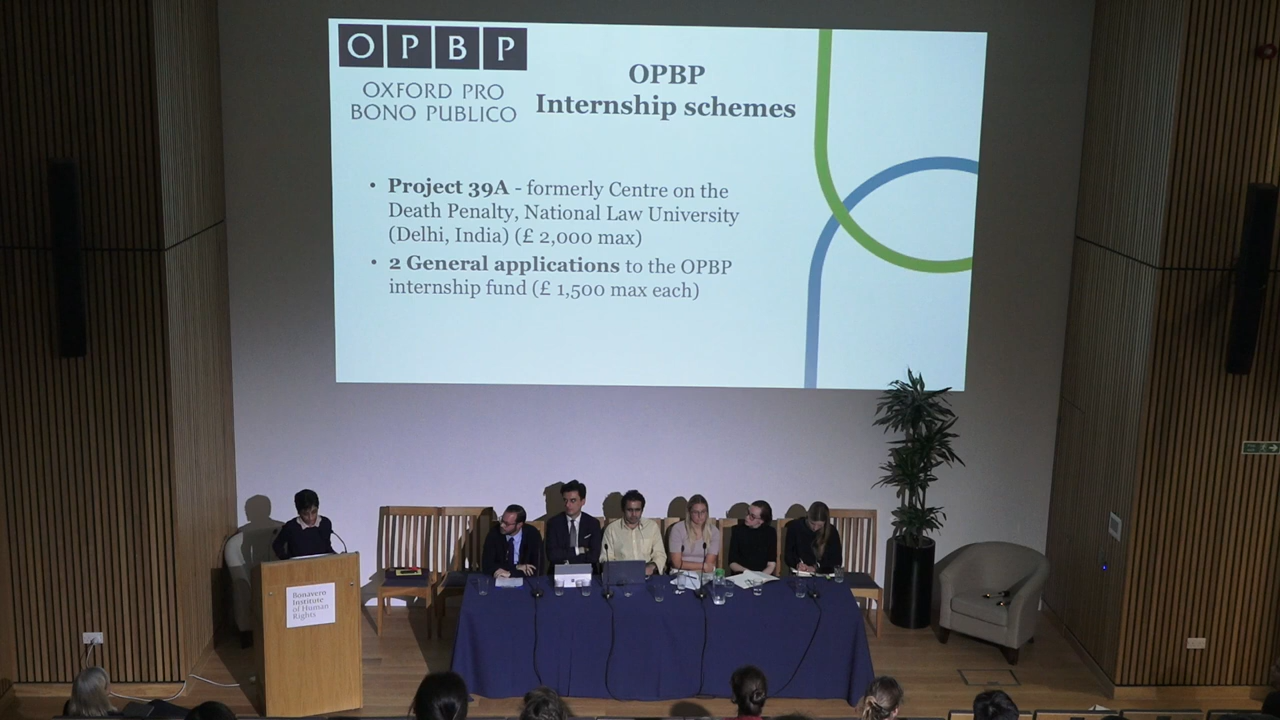 OPBP
OXFORD PRO
BONO PUBLICO
OPBP
Internship schemes
• Project 39A - formerly Centre on the
Death Penalty, National Law University
(Delhi, India) (£ 2,000 max)
• 2 General applications to the OPBP
internship fund (£ 1,500 max each)
Bonavero
Institute
of Human
Rights